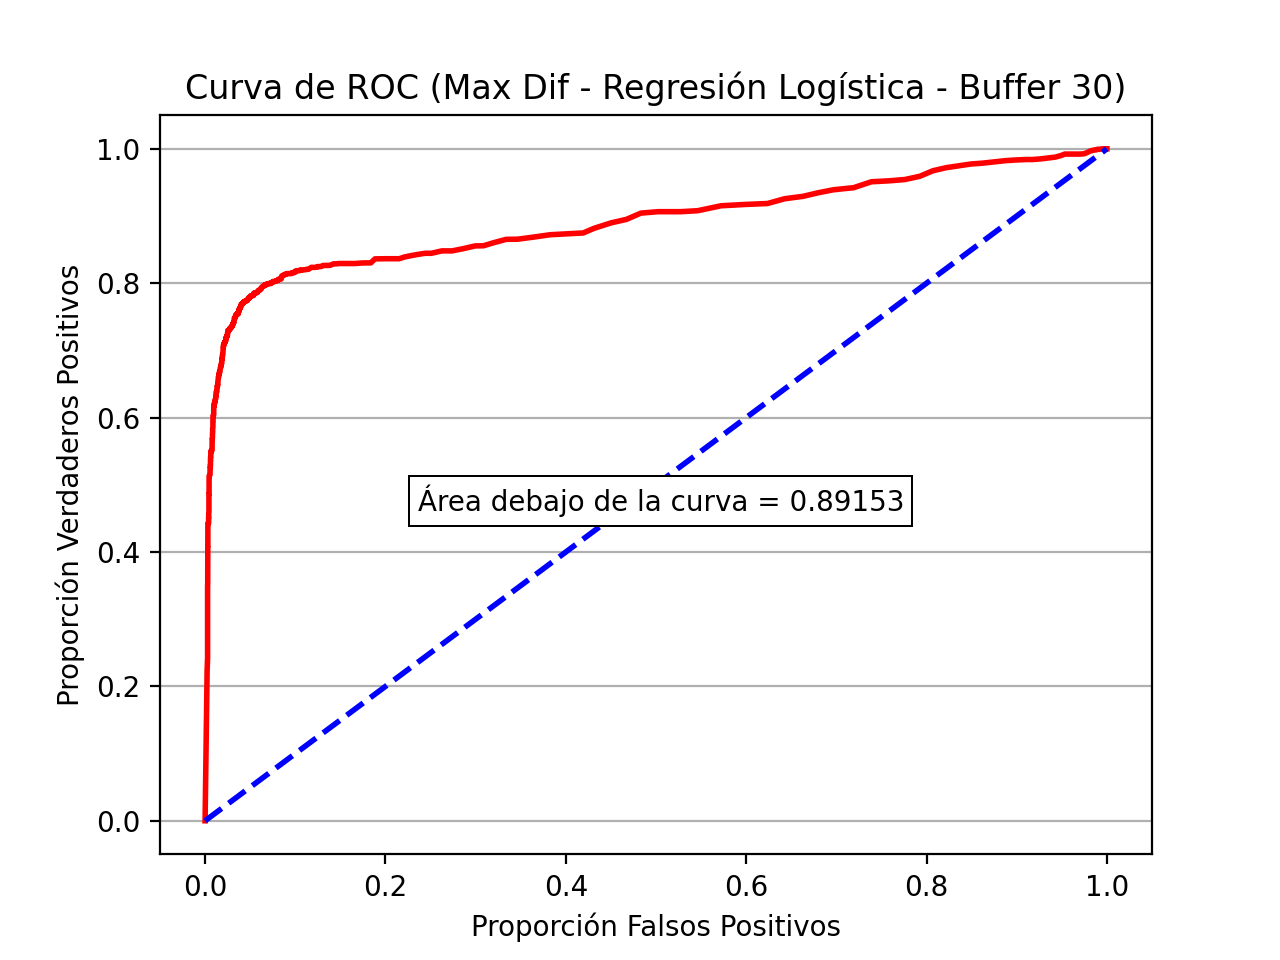 Curva de ROC (Max Dif - Regresión Logística - Buffer 30)
1.0
0.8
0.6
0.4
0.2
0.0
Proporción Verdaderos Positivos
Área debajo de la curva = 0.89153
0.0 0.2 0.4 0.6 0.8 1.0
Proporción Falsos Positivos